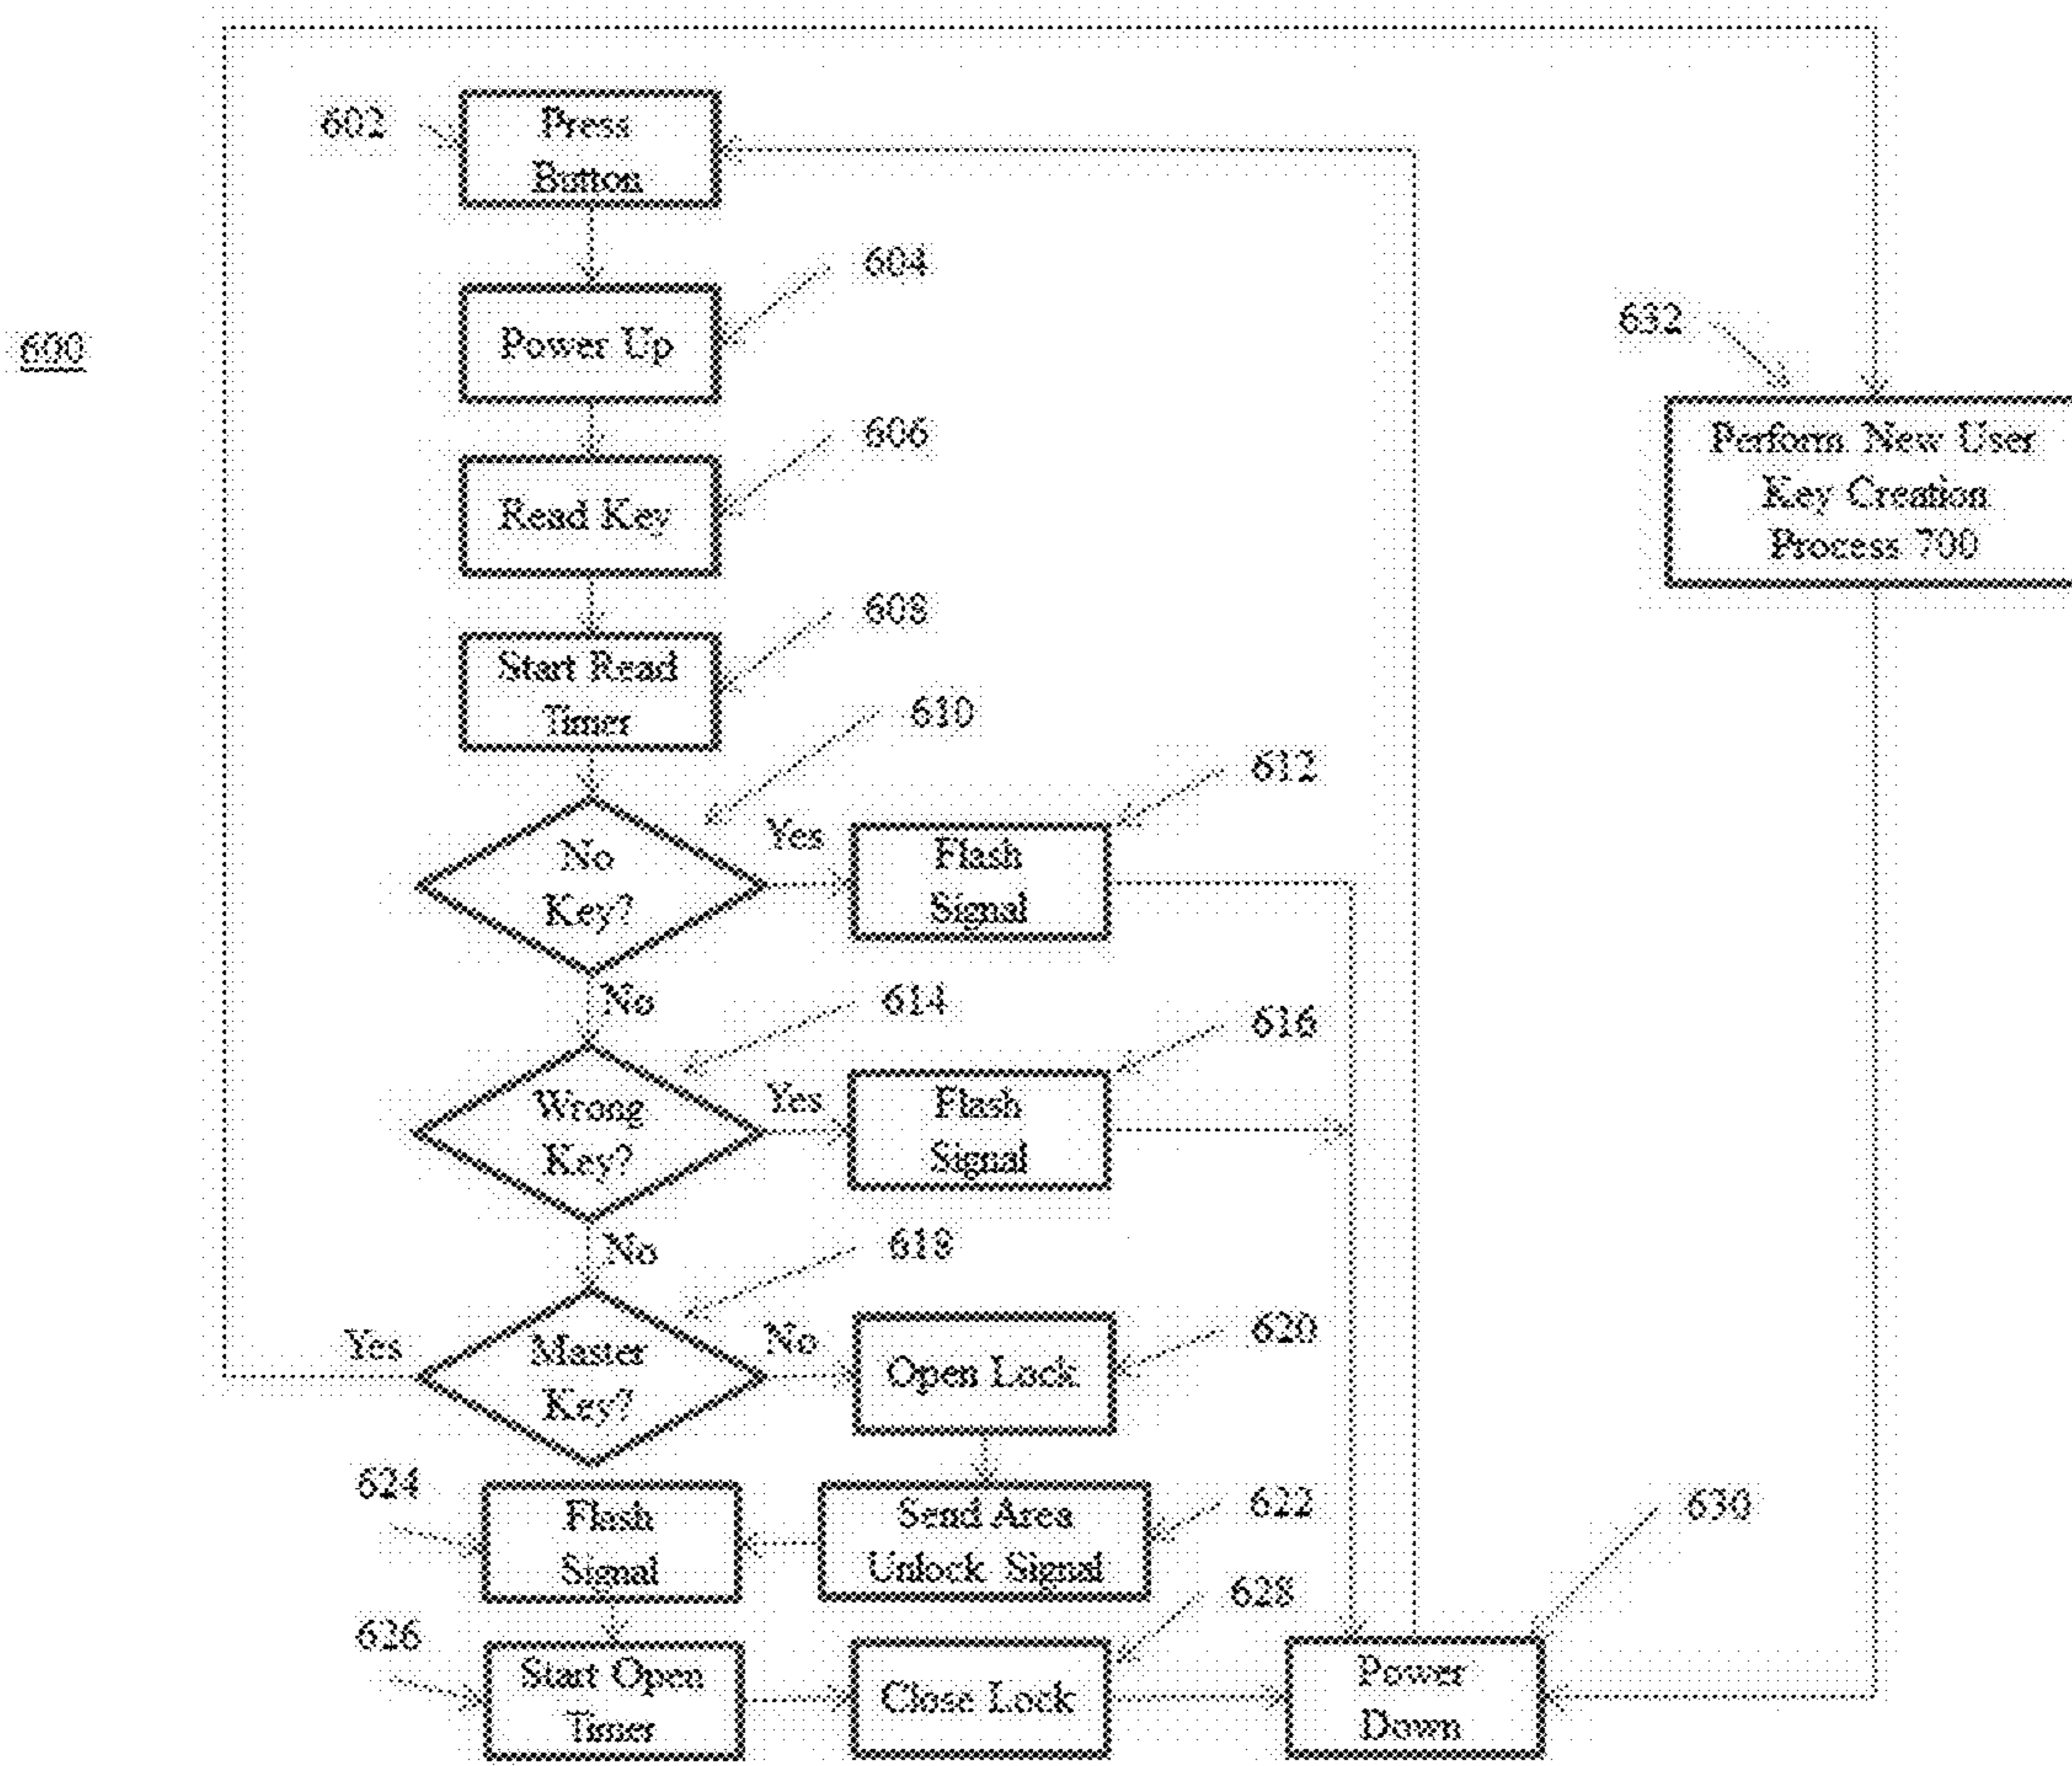 602
Press
Button
604
600
Power Up
632
606
Perform New User
Key Creation
Process 700
Read Key
608
Start Read
Timer
610
612
Yes
No
Key?
Flash
Signal
No
614
616
Yes
Wrong
Key?
Flash
Signal
No
618
Yes
Master
Key?
No
Open Lock
620
624
Flash
Signal
Send Area
Unlock Signal
622
630
626
Start Open
Timer
628
Close Lock
Power
Down